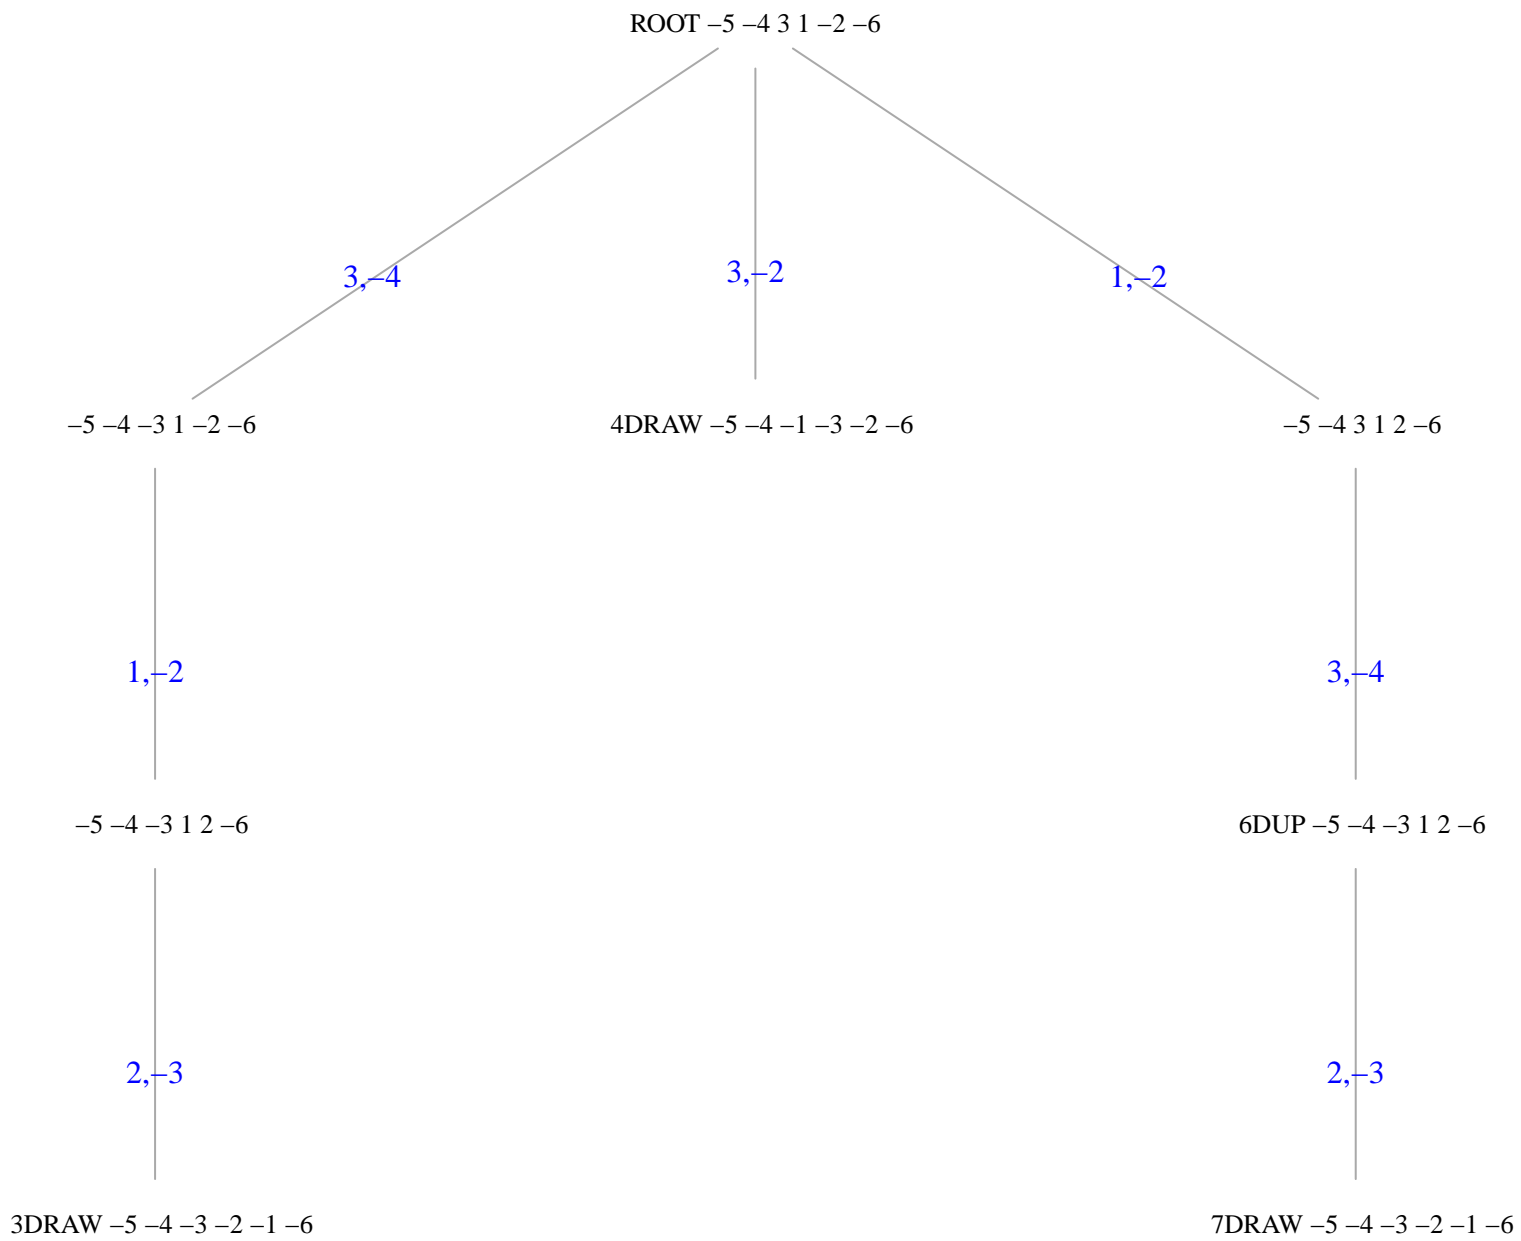 ROOT –5 –4 3 1 –2 –6
3,–4
3,–2
1,–2
–5 –4 –3 1 –2 –6
4DRAW –5 –4 –1 –3 –2 –6
–5 –4 3 1 2 –6
1,–2
3,–4
–5 –4 –3 1 2 –6
6DUP –5 –4 –3 1 2 –6
2,–3
2,–3
3DRAW –5 –4 –3 –2 –1 –6
7DRAW –5 –4 –3 –2 –1 –6